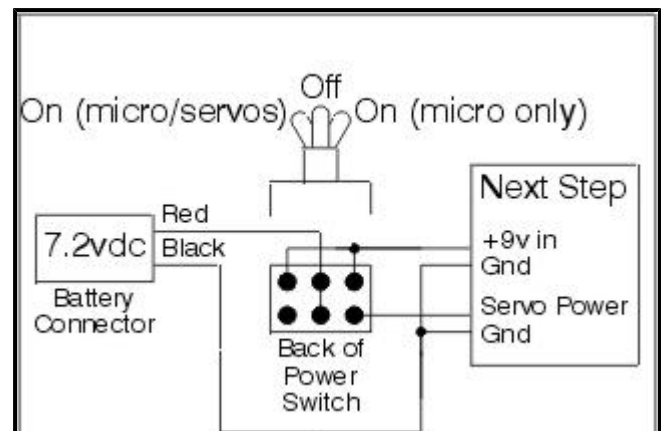 Off
On (micro/servos)
On (micro only)
Next Step
Red
7.2vdc
Black
+9v in
Gnd
Battery
Connector
Servo Power
Gnd
Back of
Power
Switch